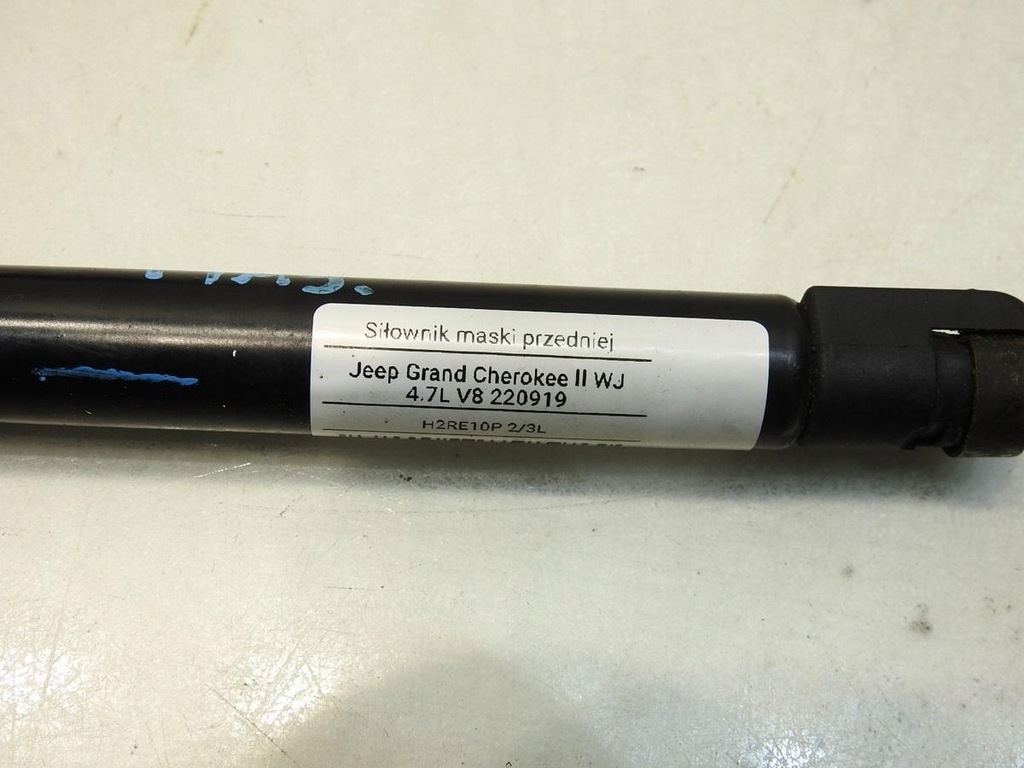 Siłownik maski przedniej
Jeep Grand Cherokee II WJ
4.7L V8 220919
H2RE10P 2/3L